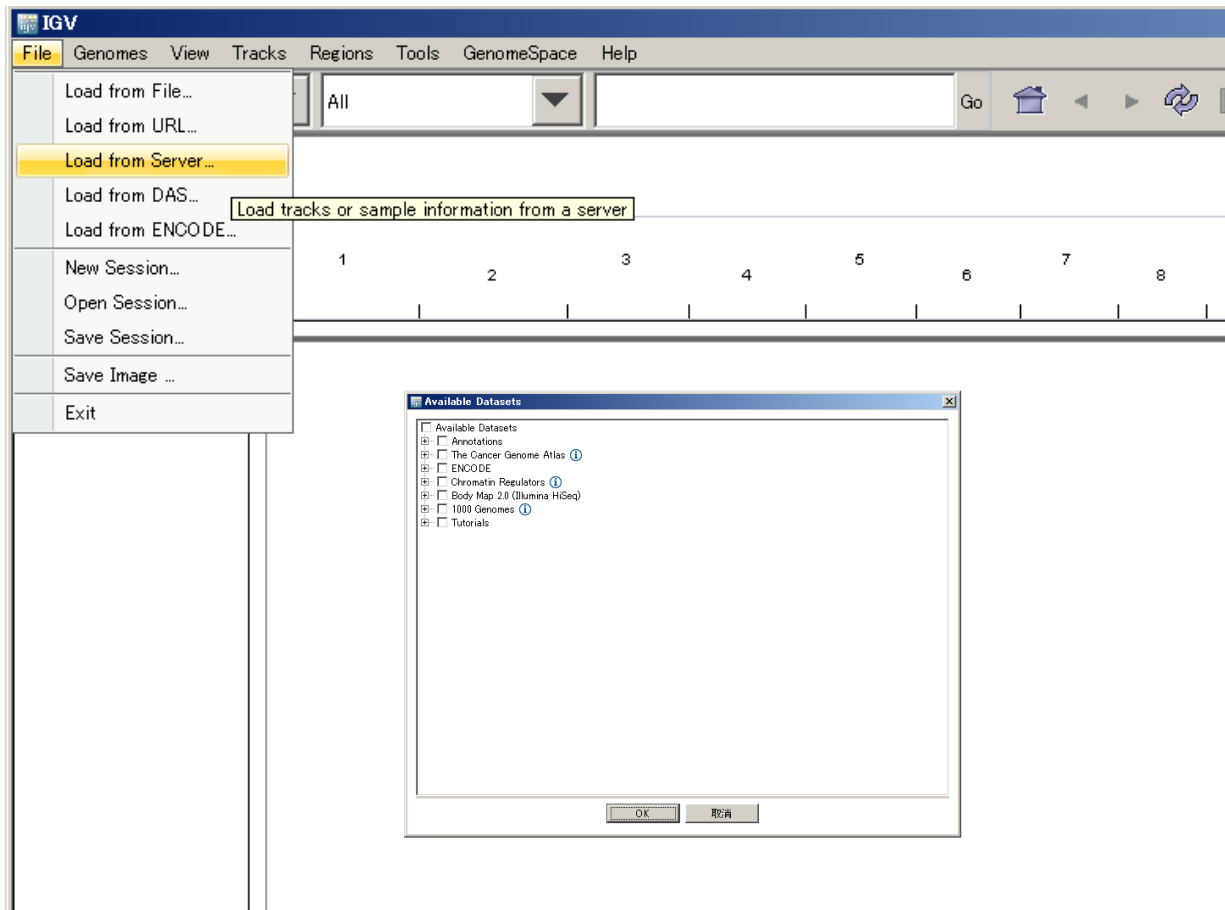 IGV
File Genomes View Tracks Regions Tools GenomeSpace Help
Load from File...
Load from URL...
Load from Server...
Load from DAS...
Load from ENCODE...
New Session...
Open Session...
Save Session...
Save Image ...
Exit
All
Go
Load tracks or sample information from a server
1 2 3 4 5 6 7 8
Available Datasets
Available Datasets
Annotations
The Cancer Genome Atlas
ENCODE
Chromatin Regulators
Body Map 2.0 (Illumina HiSeq)
1000 Genomes
Tutorials
OK 取消